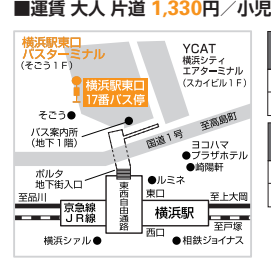 ■運賃 大人 片道 1,330円／小児
横浜駅東口
バスターミナル
(そごう1F)
YCAT
横浜シティ
エアターミナル
(スカイビル1F)
横浜駅東口
17番バス停
そごう●
バス案内所
(地下1階)
国道1号
至高島町
ヨコハマ
●プラザホテル
●崎陽軒
ポルタ
地下街入口
●ルミネ
至品川
東西自由通路
東口
至上大岡
京急線
JR線
横浜駅
西口
至戸塚
横浜シァル●
●相鉄ジョイナス